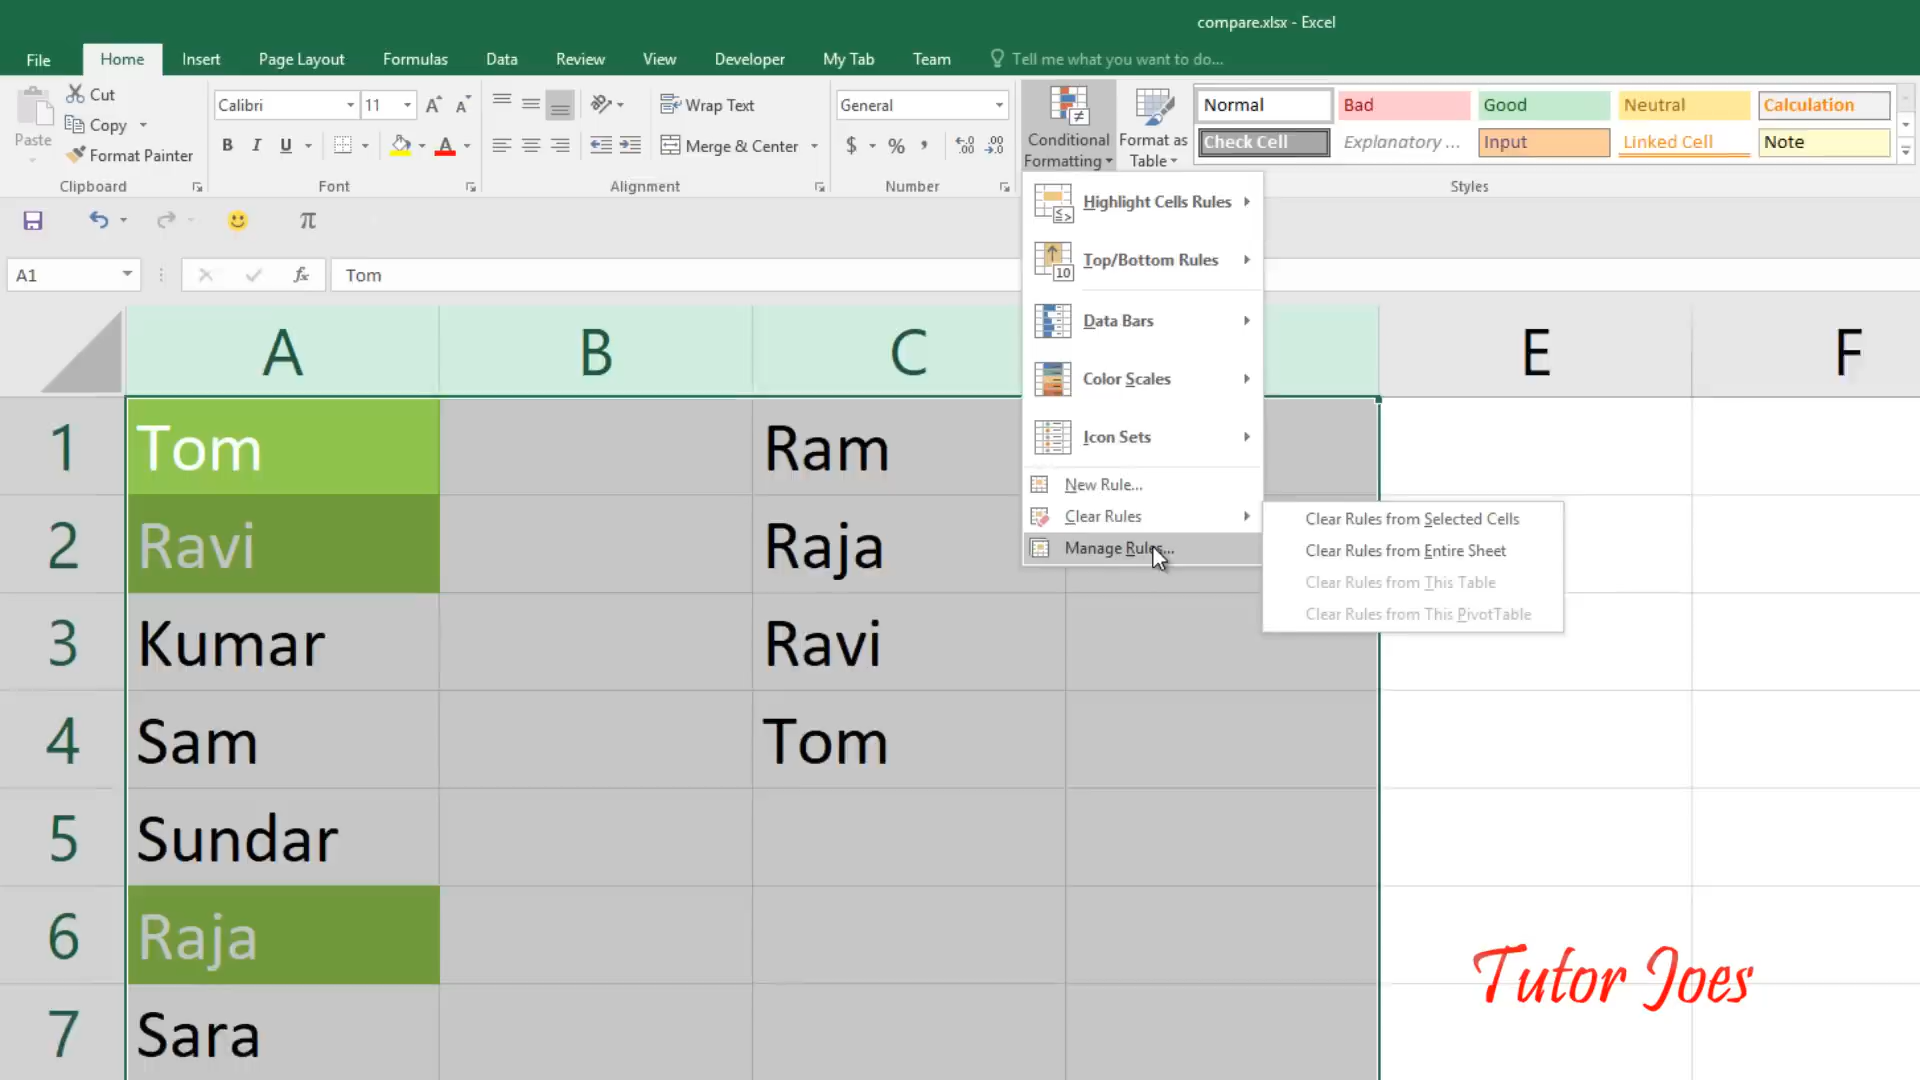 compare.xlsx - Excel
File Home Insert Page Layout Formulas Data Review View Developer My Tab Team Tell me what you want to do...
Paste
Cut
Copy
Format Painter
Clipboard
Calibri 11
B I U A
Font
Wrap Text
Merge & Center
Alignment
General
$ % ,
Number
Conditional Formatting
Format as Table
Normal Bad Good Neutral Calculation
Check Cell Explanatory ... Input Linked Cell Note
Styles
π
A1 fx Tom
Highlight Cells Rules
Top/Bottom Rules
Data Bars
Color Scales
Icon Sets
New Rule...
Clear Rules
Manage Rules...
Clear Rules from Selected Cells
Clear Rules from Entire Sheet
Clear Rules from This Table
Clear Rules from This PivotTable
A B C E F
1 Tom Ram
2 Ravi Raja
3 Kumar Ravi
4 Sam Tom
5 Sundar
6 Raja
7 Sara
Tutor Joes